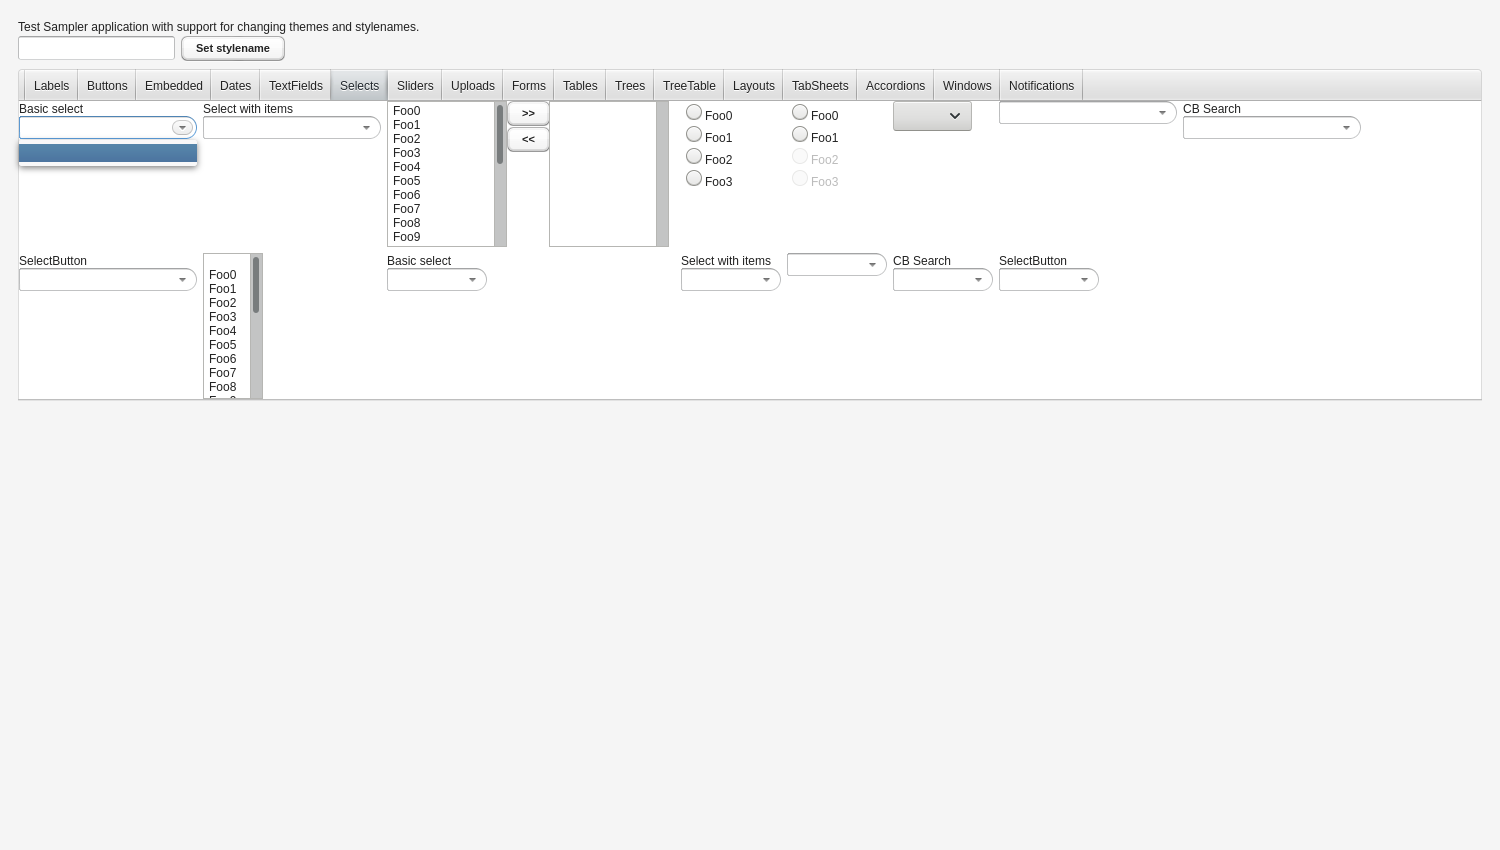 Test Sampler application with support for changing themes and stylenames.
Set stylename
Labels Buttons Embedded Dates TextFields Selects Sliders Uploads Forms Tables Trees TreeTable Layouts TabSheets Accordions Windows Notifications
Basic select
Select with items
Foo0
Foo1
Foo2
Foo3
Foo4
Foo5
Foo6
Foo7
Foo8
Foo9
>>
<<
Foo0
Foo1
Foo2
Foo3
Foo0
Foo1
Foo2
Foo3
CB Search
SelectButton
Foo0
Foo1
Foo2
Foo3
Foo4
Foo5
Foo6
Foo7
Foo8
Basic select
Select with items
CB Search
SelectButton